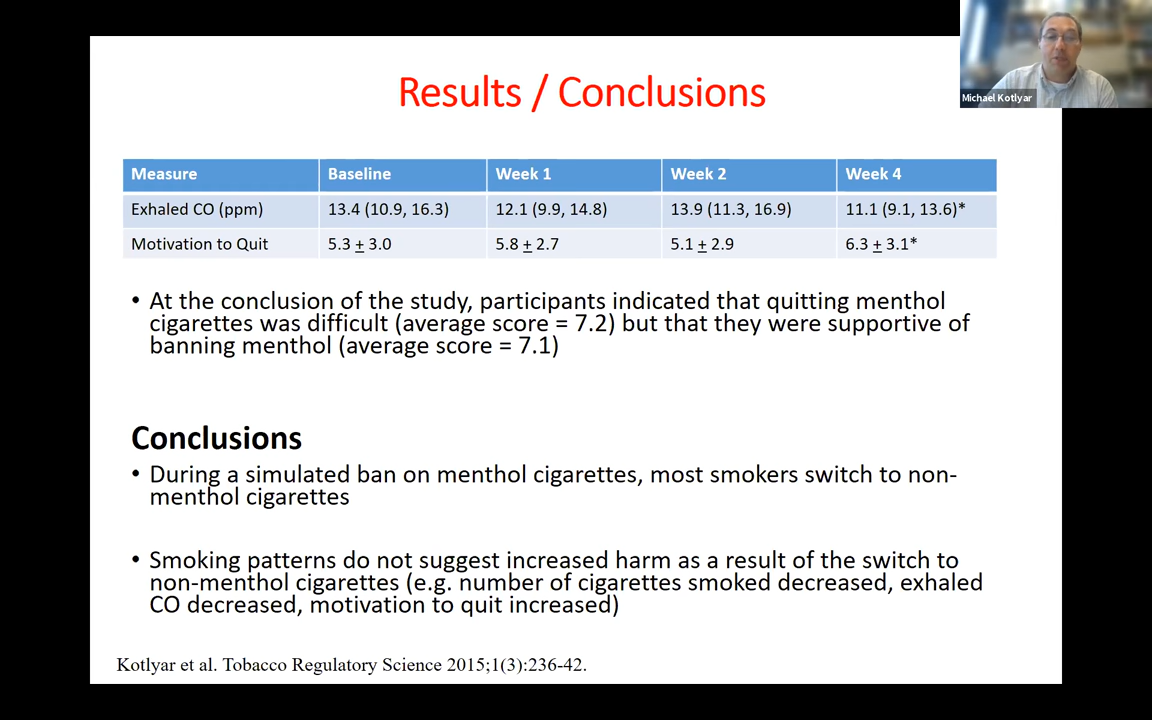 Michael Kotlyar
Results / Conclusions
Measure Baseline Week 1 Week 2 Week 4
Exhaled CO (ppm) 13.4 (10.9, 16.3) 12.1 (9.9, 14.8) 13.9 (11.3, 16.9) 11.1 (9.1, 13.6)*
Motivation to Quit 5.3 ± 3.0 5.8 ± 2.7 5.1 ± 2.9 6.3 ± 3.1*
• At the conclusion of the study, participants indicated that quitting menthol
cigarettes was difficult (average score = 7.2) but that they were supportive of
banning menthol (average score = 7.1)
Conclusions
• During a simulated ban on menthol cigarettes, most smokers switch to non-
menthol cigarettes
• Smoking patterns do not suggest increased harm as a result of the switch to
non-menthol cigarettes (e.g. number of cigarettes smoked decreased, exhaled
CO decreased, motivation to quit increased)
Kotlyar et al. Tobacco Regulatory Science 2015;1(3):236-42.